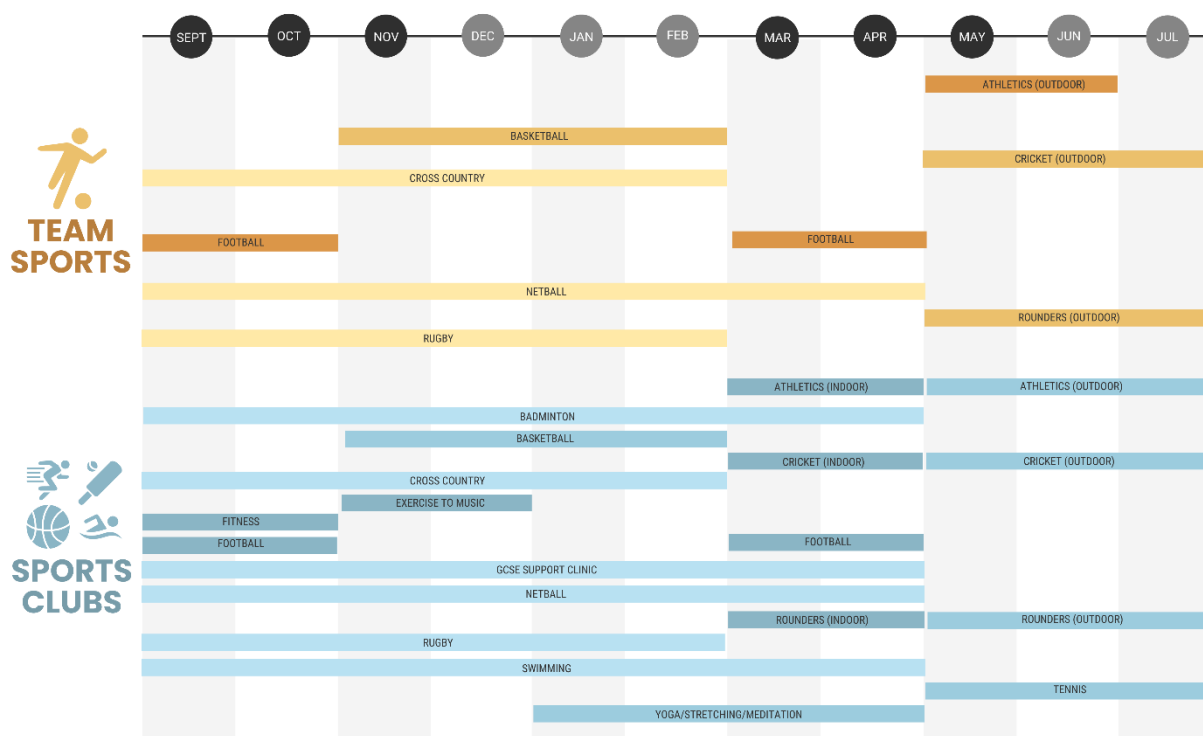 SEPT OCT NOV DEC JAN FEB MAR APR MAY JUN JUL
ATHLETICS (OUTDOOR)
BASKETBALL
CRICKET (OUTDOOR)
CROSS COUNTRY
TEAM
SPORTS
FOOTBALL FOOTBALL
NETBALL
ROUNDERS (OUTDOOR)
RUGBY
ATHLETICS (INDOOR) ATHLETICS (OUTDOOR)
BADMINTON
BASKETBALL
CRICKET (INDOOR) CRICKET (OUTDOOR)
CROSS COUNTRY
EXERCISE TO MUSIC
FITNESS
FOOTBALL FOOTBALL
SPORTS
CLUBS
GCSE SUPPORT CLINIC
NETBALL
ROUNDERS (INDOOR) ROUNDERS (OUTDOOR)
RUGBY
SWIMMING
TENNIS
YOGA/STRETCHING/MEDITATION